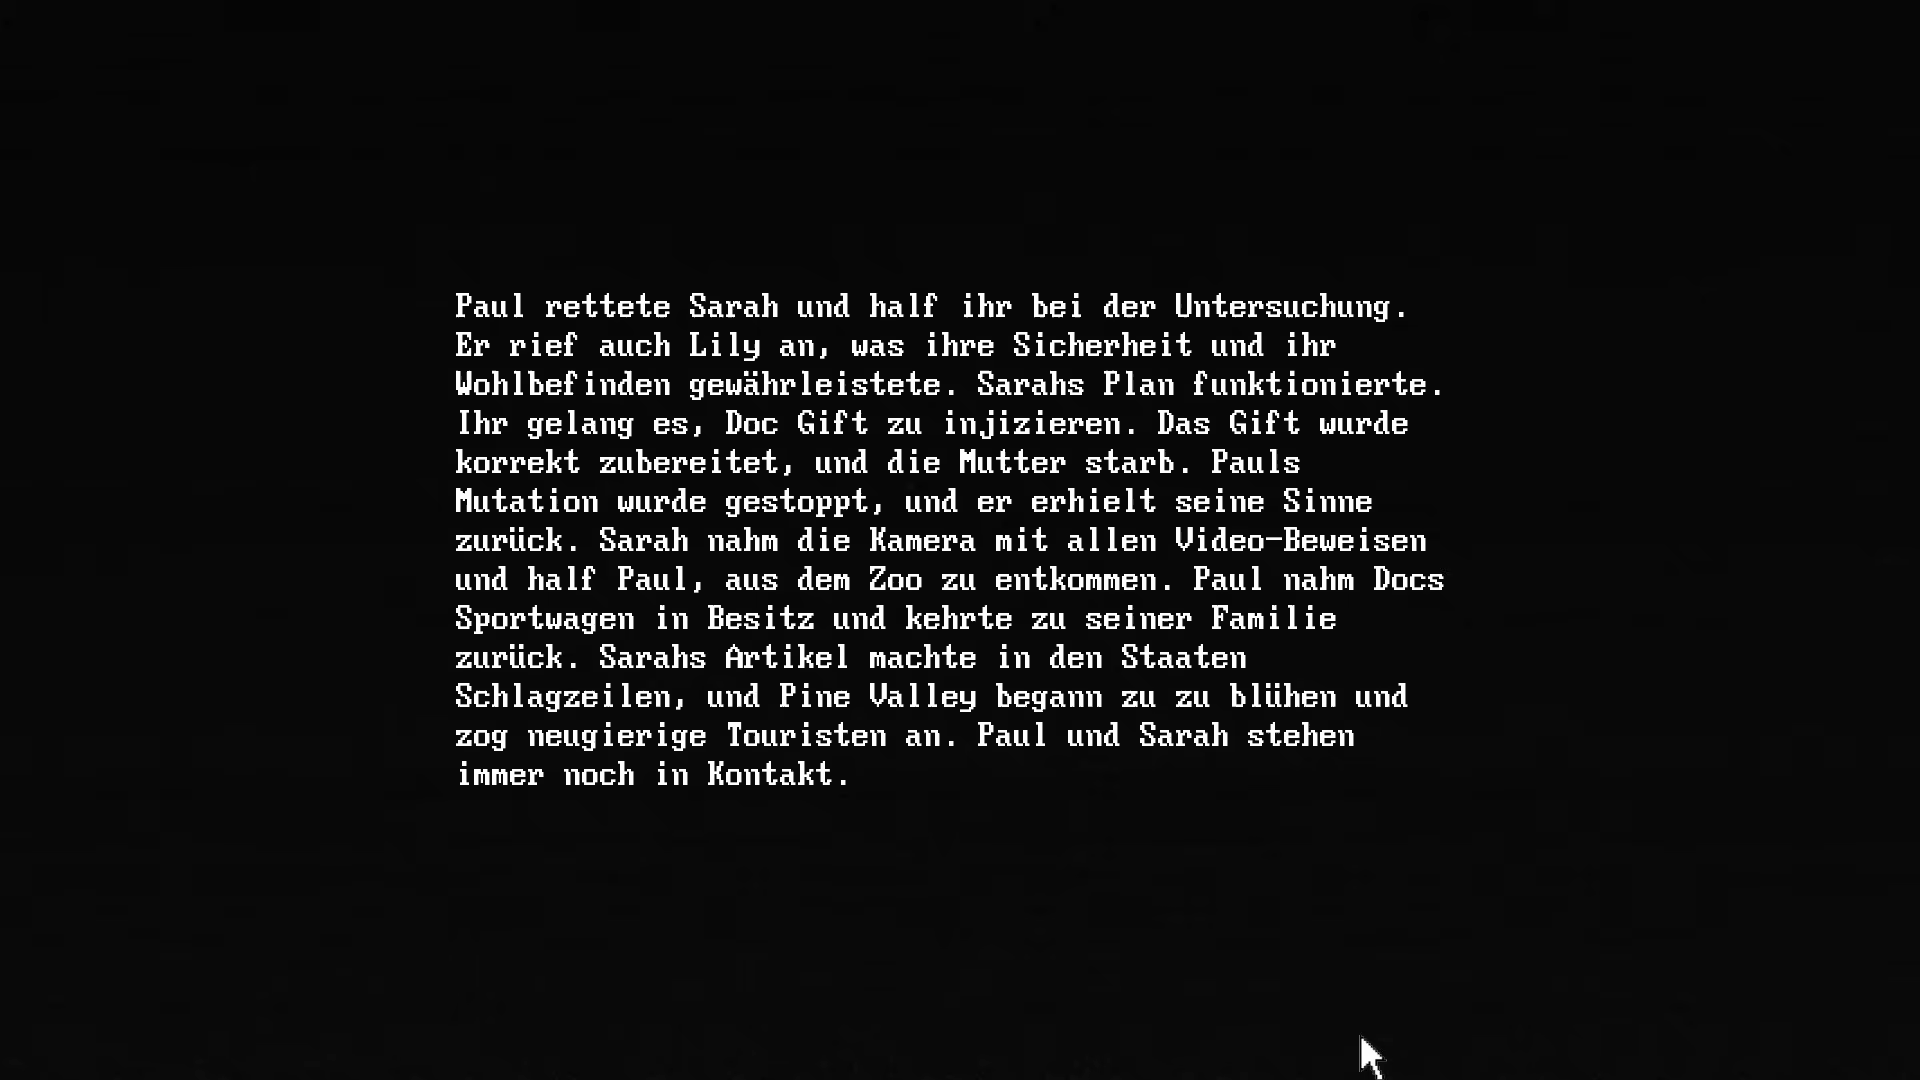 Paul rettete Sarah und half ihr bei der Untersuchung.
Er rief auch Lily an, was ihre Sicherheit und ihr
Wohlbefinden gewährleistete. Sarahs Plan funktionierte.
Ihr gelang es, Doc Gift zu injizieren. Das Gift wurde
korrekt zubereitet, und die Mutter starb. Pauls
Mutation wurde gestoppt, und er erhielt seine Sinne
zurück. Sarah nahm die Kamera mit allen Video-Beweisen
und half Paul, aus dem Zoo zu entkommen. Paul nahm Docs
Sportwagen in Besitz und kehrte zu seiner Familie
zurück. Sarahs Artikel machte in den Staaten
Schlagzeilen, und Pine Valley begann zu zu blühen und
zog neugierige Touristen an. Paul und Sarah stehen
immer noch in Kontakt.